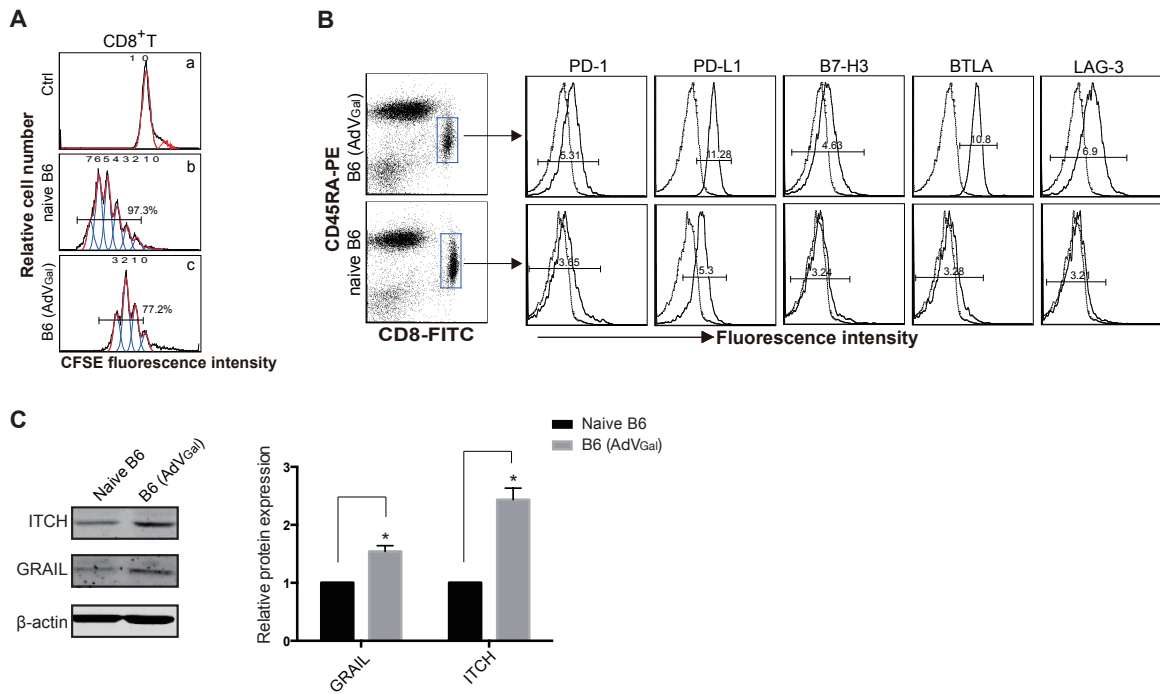 A
CD8+T
1 0
a
Ctrl
7 6 5 4 3 2 1 0
b
97.3%
naive B6
3 2 1 0
c
77.2%
B6 (AdVGal)
Relative cell number
CFSE fluorescence intensity
B
PD-1
PD-L1
B7-H3
BTLA
LAG-3
B6 (AdVGal)
5.31
11.28
4.63
10.8
6.9
CD45RA-PE
naive B6
3.65
5.3
3.24
3.28
3.21
CD8-FITC
Fluorescence intensity
C
Naive B6
B6 (AdVGal)
ITCH
GRAIL
β-actin
Naive B6
B6 (AdVGal)
Relative protein expression
3
2
1
0
*
*
GRAIL
ITCH